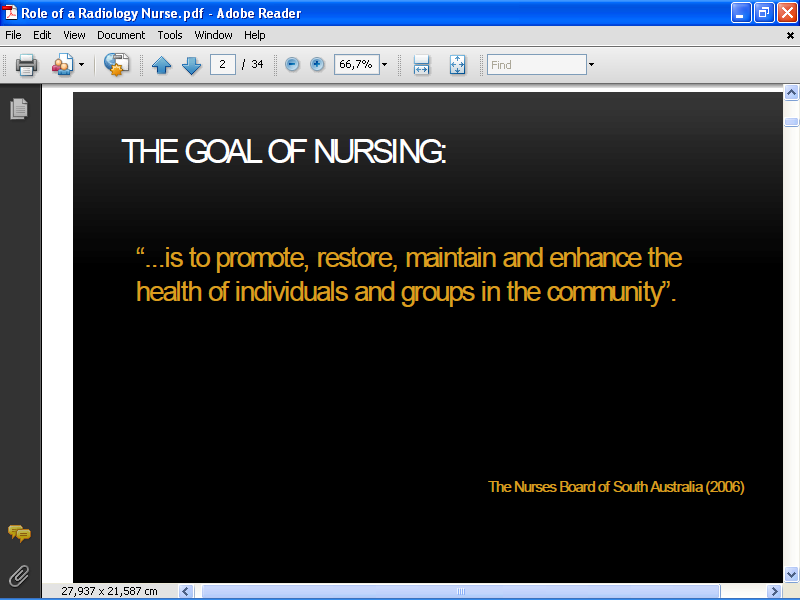 Role of a Radiology Nurse.pdf - Adobe Reader
File Edit View Document Tools Window Help
2 / 34 66,7% Find
THE GOAL OF NURSING:
“...is to promote, restore, maintain and enhance the
health of individuals and groups in the community”.
The Nurses Board of South Australia (2006)
27,937 x 21,587 cm